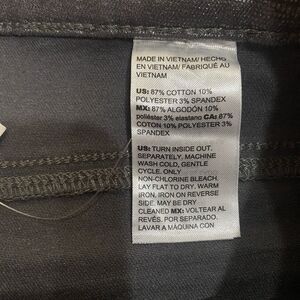 MADE IN VIETNAM/ HECHO
EN VIETNAM/ FABRIQUÉ AU
VIETNAM
US: 87% COTTON 10%
POLYESTER 3% SPANDEX
MX: 87% ALGODÓN 10%
poliéster 3% elastano CA: 87%
COTON 10% POLYESTER 3%
SPANDEX
US: TURN INSIDE OUT.
SEPARATELY. MACHINE
WASH COLD, GENTLE
CYCLE. ONLY
NON-CHLORINE BLEACH.
LAY FLAT TO DRY. WARM
IRON, IRON ON REVERSE
SIDE. MAY BE DRY
CLEANED MX: VOLTEAR AL
REVÉS. POR SEPARADO.
LAVAR A MÁQUINA CON